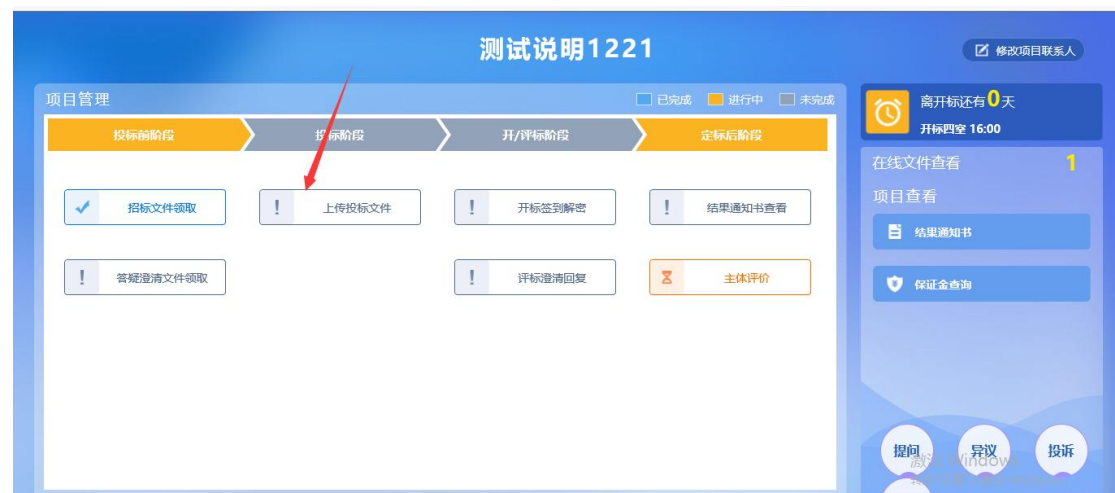 测试说明1221
修改项目联系人
项目管理
已完成 进行中 未完成
投标前阶段 投标阶段 开/评标阶段 定标后阶段
招标文件领取 上传投标文件 开标签到解密 结果通知书查看
答疑澄清文件领取 评标澄清回复 主体评价
离开标还有0天
开标四室 16:00
在线文件查看 1
项目查看
结果通知书
保证金查询
提问 异议 投诉
激活 Windows